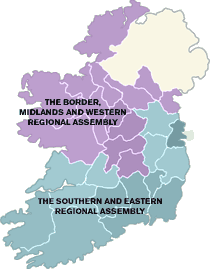 THE BORDER,
MIDLANDS AND WESTERN
REGIONAL ASSEMBLY
THE SOUTHERN AND EASTERN
REGIONAL ASSEMBLY